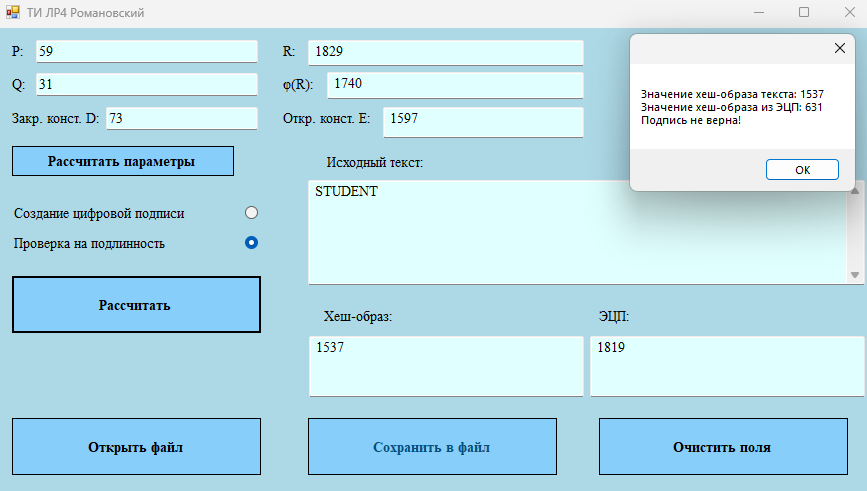 ТИ ЛР4 Романовский
P: 59
R: 1829
Q: 31
φ(R): 1740
Закр. конст. D: 73
Откр. конст. E: 1597
Рассчитать параметры
Значение хеш-образа текста: 1537
Значение хеш-образа из ЭЦП: 631
Подпись не верна!
OK
Исходный текст:
STUDENT
Создание цифровой подписи
Проверка на подлинность
Рассчитать
Хеш-образ:
ЭЦП:
1537
1819
Открыть файл
Сохранить в файл
Очистить поля